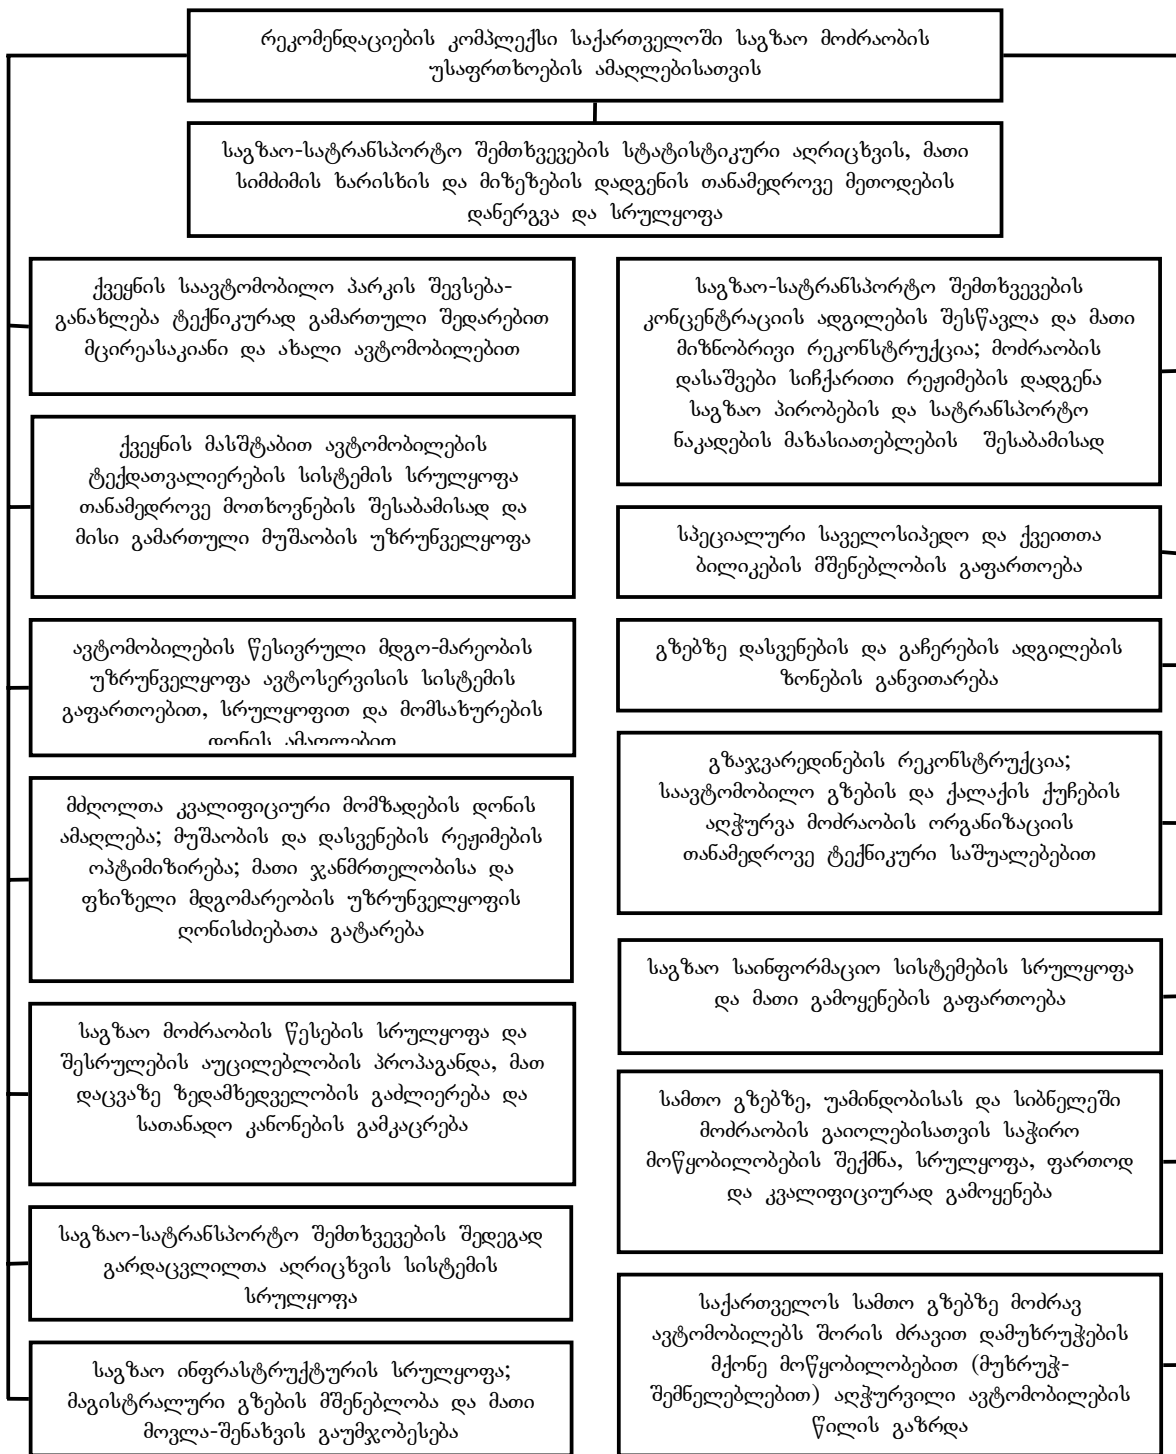 რეკომენდაციების კომპლექსი საქართველოში საგზაო მოძრაობის
უსაფრთხოების ამაღლებისათვის
საგზაო-სატრანსპორტო შემთხვევების სტატისტიკური აღრიცხვის, მათი
სიმძიმის ხარისხის და მიზეზების დადგენის თანამედროვე მეთოდების
დანერგვა და სრულყოფა
ქვეყნის საავტომობილო პარკის შევსება-
განახლება ტექნიკურად გამართული შედარებით
მცირეასაკიანი და ახალი ავტომობილებით
ქვეყნის მასშტაბით ავტომობილების
ტექდათვალიერების სისტემის სრულყოფა
თანამედროვე მოთხოვნების შესაბამისად და
მისი გამართული მუშაობის უზრუნველყოფა
ავტომობილების წესივრული მდგო-მარეობის
უზრუნველყოფა ავტოსერვისის სისტემის
გაფართოებით, სრულყოფით და მომსახურების
დონის ამაღლებით
მძღოლთა კვალიფიციური მომზადების დონის
ამაღლება; მუშაობის და დასვენების რეჟიმების
ოპტიმიზირება; მათი ჯანმრთელობისა და
ფხიზელი მდგომარეობის უზრუნველყოფის
ღონისძიებათა გატარება
საგზაო მოძრაობის წესების სრულყოფა და
შესრულების აუცილებლობის პროპაგანდა, მათ
დაცვაზე ზედამხედველობის გაძლიერება და
სათანადო კანონების გამკაცრება
საგზაო-სატრანსპორტო შემთხვევების შედეგად
გარდაცვლილთა აღრიცხვის სისტემის
სრულყოფა
საგზაო ინფრასტრუქტურის სრულყოფა;
მაგისტრალური გზების მშენებლობა და მათი
მოვლა-შენახვის გაუმჯობესება
საგზაო-სატრანსპორტო შემთხვევების
კონცენტრაციის ადგილების შესწავლა და მათი
მიზნობრივი რეკონსტრუქცია; მოძრაობის
დასაშვები სიჩქარითი რეჟიმების დადგენა
საგზაო პირობების და სატრანსპორტო
ნაკადების მახასიათებლების შესაბამისად
სპეციალური საველოსიპედო და ქვეითთა
ბილიკების მშენებლობის გაფართოება
გზებზე დასვენების და გაჩერების ადგილების
ზონების განვითარება
გზაჯვარედინების რეკონსტრუქცია;
საავტომობილო გზების და ქალაქის ქუჩების
აღჭურვა მოძრაობის ორგანიზაციის
თანამედროვე ტექნიკური საშუალებებით
საგზაო საინფორმაციო სისტემების სრულყოფა
და მათი გამოყენების გაფართოება
სამთო გზებზე, უამინდობისას და სიბნელეში
მოძრაობის გაიოლებისათვის საჭირო
მოწყობილობების შექმნა, სრულყოფა, ფართოდ
და კვალიფიციურად გამოყენება
საქართველოს სამთო გზებზე მოძრავ
ავტომობილებს შორის ძრავით დამუხრუჭების
მქონე მოწყობილობებით (მუხრუჭ-
შემნელებლებით) აღჭურვილი ავტომობილების
წილის გაზრდა